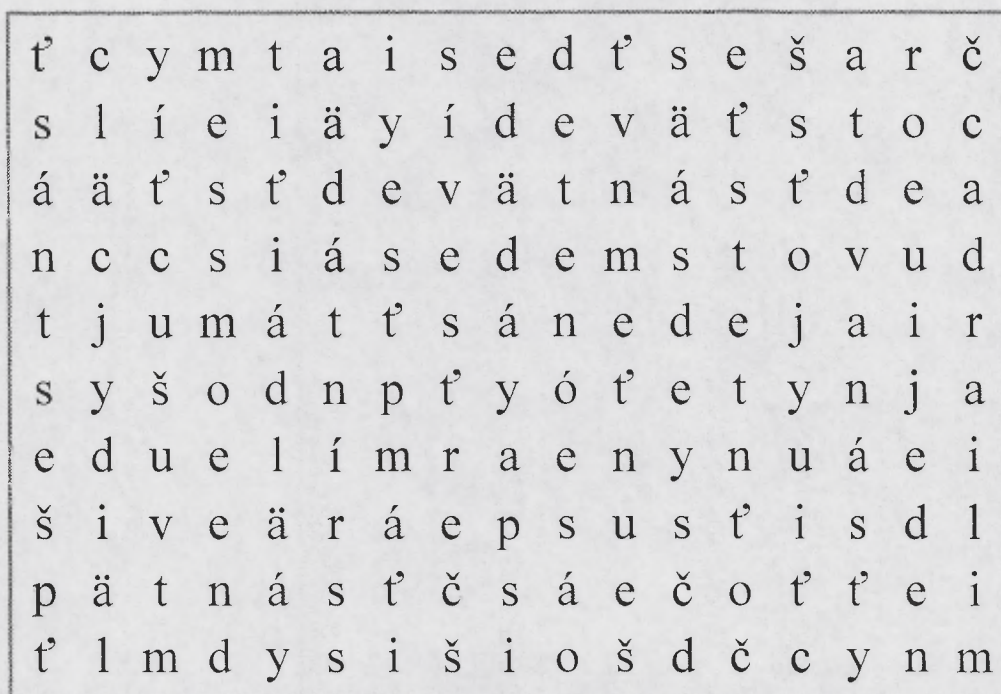 ť c y m t a i s e d ť s e š a r č
s l í e i ä y í d e v ä ť s t o c
á ä ť s ť d e v ä t n á s ť d e a
n c c s i á s e d e m s t o v u d
t j u m á t ť s á n e d e j a i r
s y š o d n p ť y ó ť e t y n j a
e d u e l í m r a e n y n u á e i
š i v e ä r á e p s u s ť i s d l
p ä t n á s ť č s á e č o ť ť e i
ť l m d y s i š i o š d č c y n m